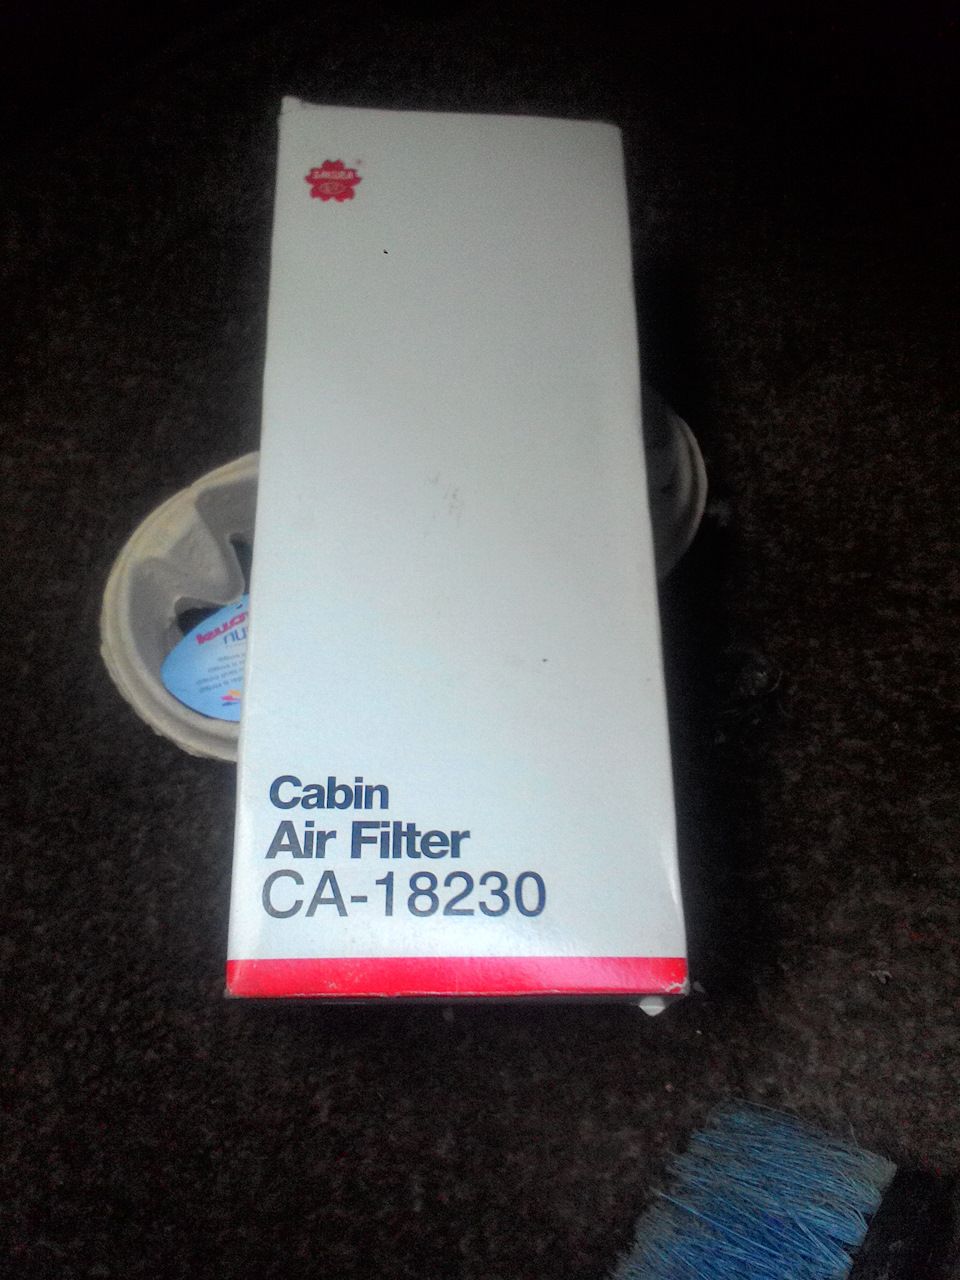 SAKURA
Cabin
Air Filter
CA-18230